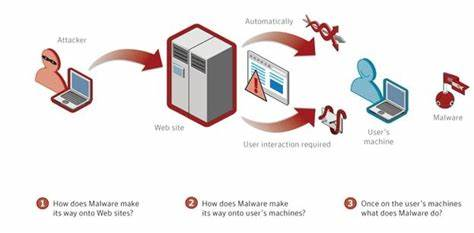 Automatically
Attacker
Web site
User interaction required
User's
machine
Malware
1 How does Malware make
its way onto Web sites?
2 How does Malware make
its way onto user's machines?
3 Once on the user's machines
what does Malware do?